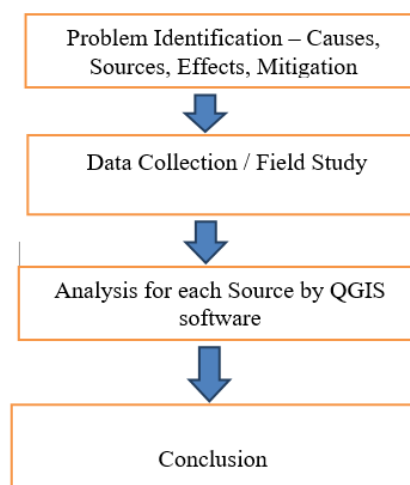 Problem Identification – Causes,
Sources, Effects, Mitigation
Data Collection / Field Study
Analysis for each Source by QGIS
software
Conclusion